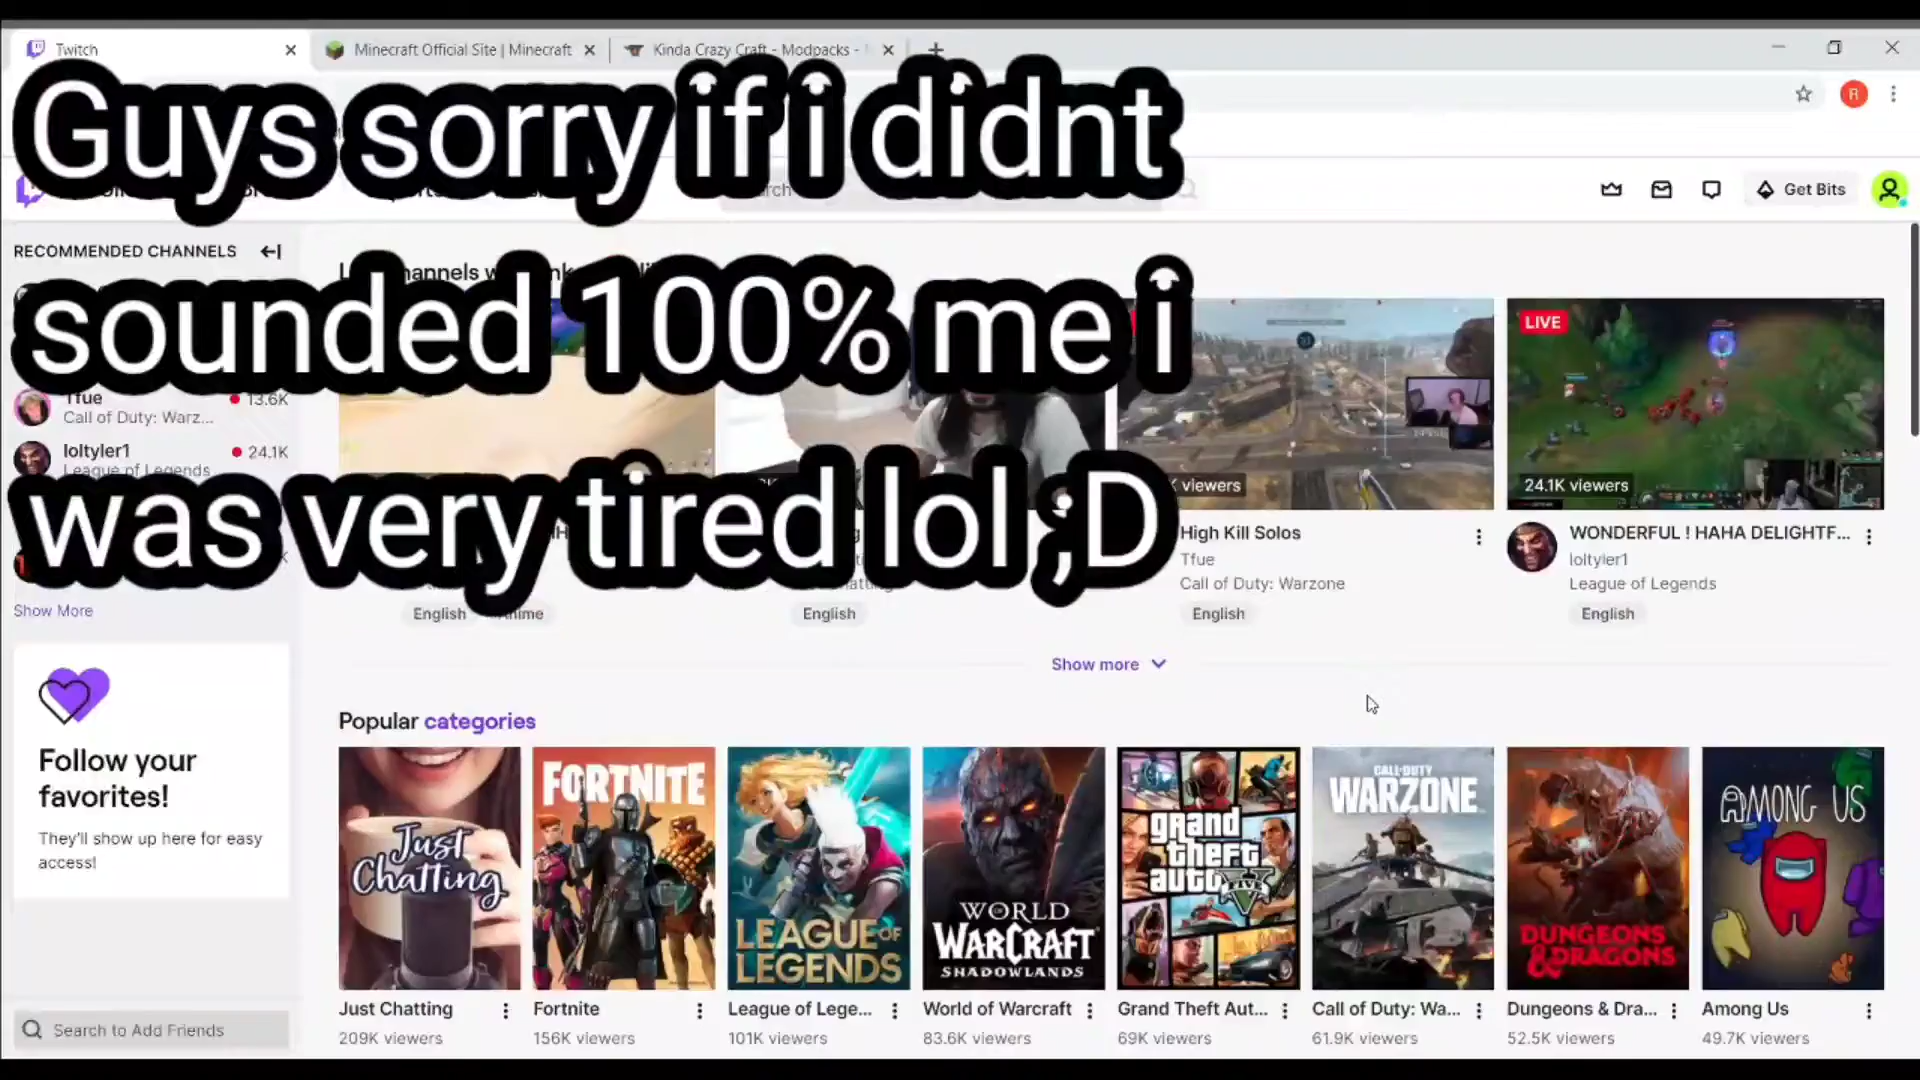 Twitch
Minecraft Official Site | Minecraft
Kinda Crazy Craft - Modpacks -
R
Guys sorry if i didnt
sounded 100% me i
was very tired lol ;D
Get Bits
RECOMMENDED CHANNELS
Tfue
13.6K
Call of Duty: Warz...
loltyler1
24.1K
League of Legends
Show More
LIVE
viewers
24.1K viewers
High Kill Solos
Tfue
Call of Duty: Warzone
English
WONDERFUL ! HAHA DELIGHTF...
loltyler1
League of Legends
English
English
English
Show more
Follow your
favorites!
They'll show up here for easy
access!
Search to Add Friends
Popular categories
Just
Chatting
FORTNITE
LEAGUE OF
LEGENDS
WORLD
OF
WARCRAFT
SHADOWLANDS
grand
theft
auto
FIVE
CALL OF DUTY
WARZONE
DUNGEONS
& DRAGONS
AMONG US
Just Chatting
209K viewers
Fortnite
156K viewers
League of Lege...
101K viewers
World of Warcraft
83.6K viewers
Grand Theft Aut...
69K viewers
Call of Duty: Wa...
61.9K viewers
Dungeons & Dra...
52.5K viewers
Among Us
49.7K viewers